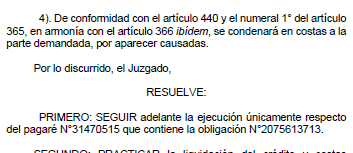 4). De conformidad con el artículo 440 y el numeral 1° del artículo
365, en armonía con el artículo 366 ibídem, se condenará en costas a la
parte demandada, por aparecer causadas.
Por lo discurrido, el Juzgado,
RESUELVE:
PRIMERO: SEGUIR adelante la ejecución únicamente respecto
del pagaré N°31470515 que contiene la obligación N°2075613713.
SEGUNDO: PRACTICAR la liquidación del crédito y costas